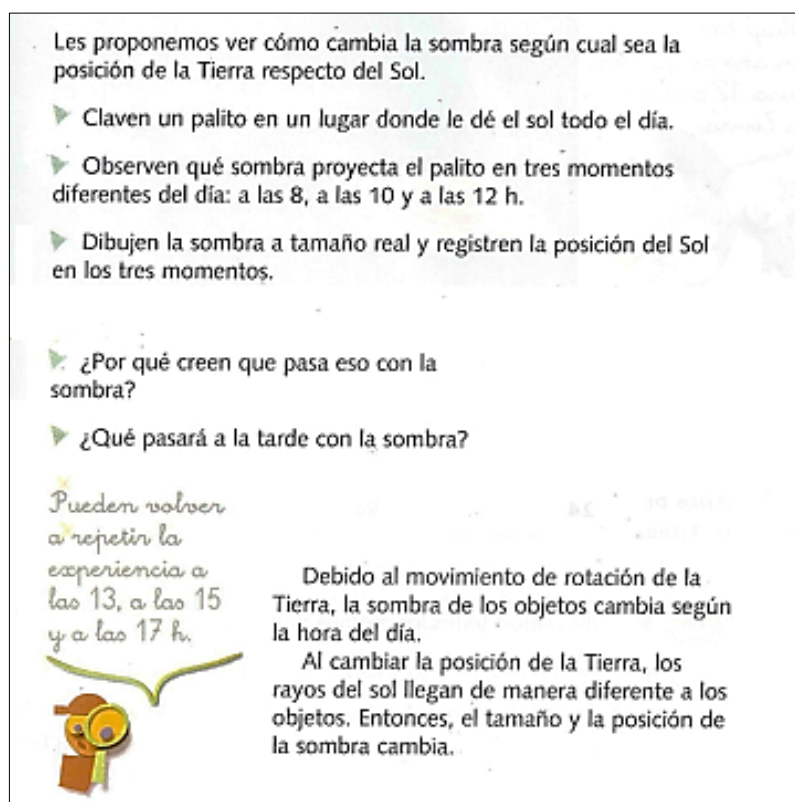 Les proponemos ver cómo cambia la sombra según cual sea la
posición de la Tierra respecto del Sol.
Claven un palito en un lugar donde le dé el sol todo el día.
Observen qué sombra proyecta el palito en tres momentos
diferentes del día: a las 8, a las 10 y a las 12 h.
Dibujen la sombra a tamaño real y registren la posición del Sol
en los tres momentos.
¿Por qué creen que pasa eso con la
sombra?
¿Qué pasará a la tarde con la sombra?
Pueden volver
a repetir la
experiencia a
las 13, a las 15
y a las 17 h.
Debido al movimiento de rotación de la
Tierra, la sombra de los objetos cambia según
la hora del día.
Al cambiar la posición de la Tierra, los
rayos del sol llegan de manera diferente a los
objetos. Entonces, el tamaño y la posición de
la sombra cambia.